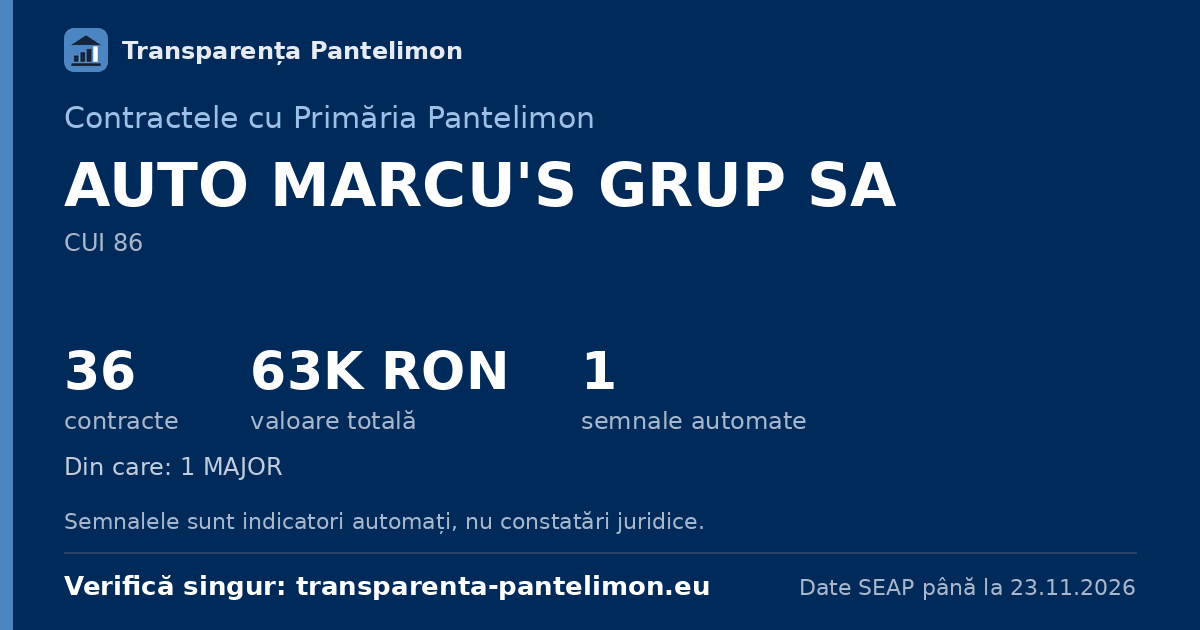 Transparența Pantelimon
Contractele cu Primăria Pantelimon
AUTO MARCU'S GRUP SA
CUI 86
36
contracte
63K RON
valoare totală
1
semnale automate
Din care: 1 MAJOR
Semnalele sunt indicatori automați, nu constatări juridice.
Verifică singur: transparenta-pantelimon.eu
Date SEAP până la 23.11.2026